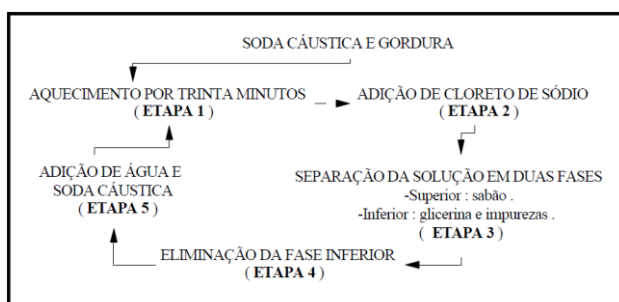 SODA CÁUSTICA E GORDURA
AQUECIMENTO POR TRINTA MINUTOS
( ETAPA 1 )
ADIÇÃO DE CLORETO DE SÓDIO
( ETAPA 2 )
SEPARAÇÃO DA SOLUÇÃO EM DUAS FASES
-Superior : sabão .
-Inferior : glicerina e impurezas .
( ETAPA 3 )
ELIMINAÇÃO DA FASE INFERIOR
( ETAPA 4 )
ADIÇÃO DE ÁGUA E
SODA CÁUSTICA
( ETAPA 5 )